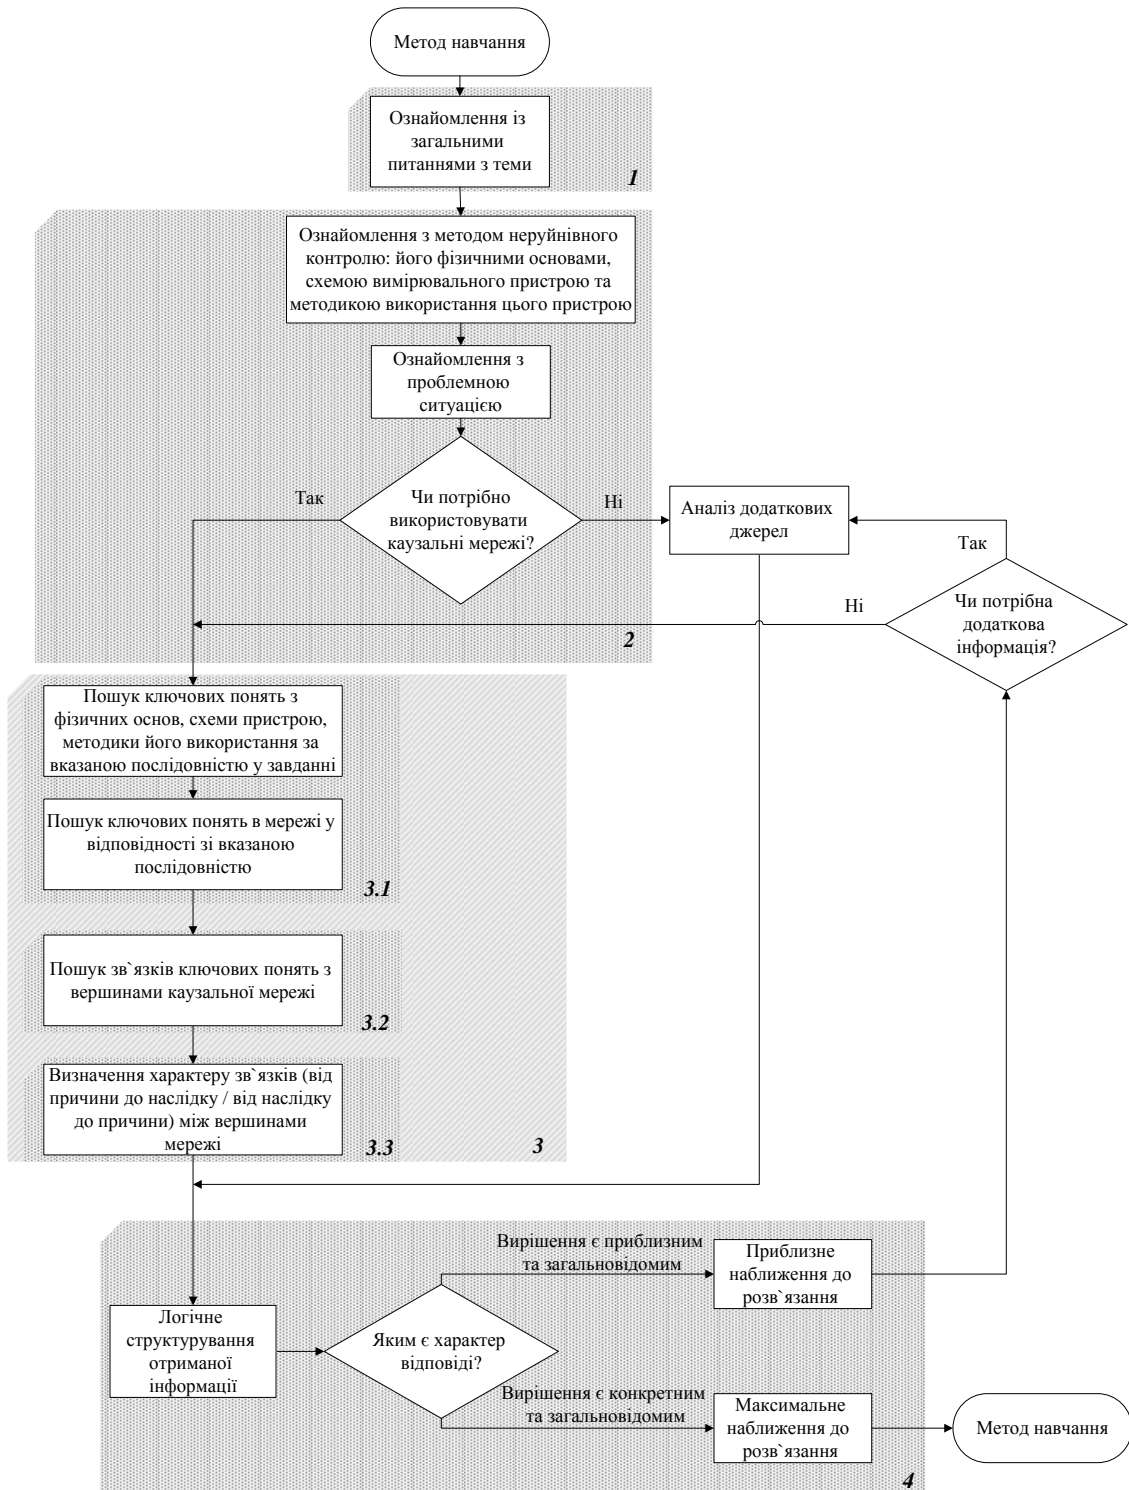 Метод навчання
Ознайомлення із
загальними
питаннями з теми
1
Ознайомлення з методом неруйнівного
контролю: його фізичними основами,
схемою вимірювального пристрою та
методикою використання цього пристрою
Ознайомлення з
проблемною
ситуацією
Так
Чи потрібно
використовувати
каузальні мережі?
Ні
Аналіз додаткових
джерел
Так
Ні
Чи потрібна
додаткова
інформація?
2
Пошук ключових понять з
фізичних основ, схеми пристрою,
методики його використання за
вказаною послідовністю у завданні
Пошук ключових понять в мережі у
відповідності зі вказаною
послідовністю
3.1
Пошук зв`язків ключових понять з
вершинами каузальної мережі
3.2
Визначення характеру зв`язків (від
причини до наслідку / від наслідку
до причини) між вершинами
мережі
3.3
3
Вирішення є приблизним
та загальновідомим
Приблизне
наближення до
розв`язання
Логічне
структурування
отриманої
інформації
Яким є характер
відповіді?
Вирішення є конкретним
та загальновідомим
Максимальне
наближення до
розв`язання
Метод навчання
4